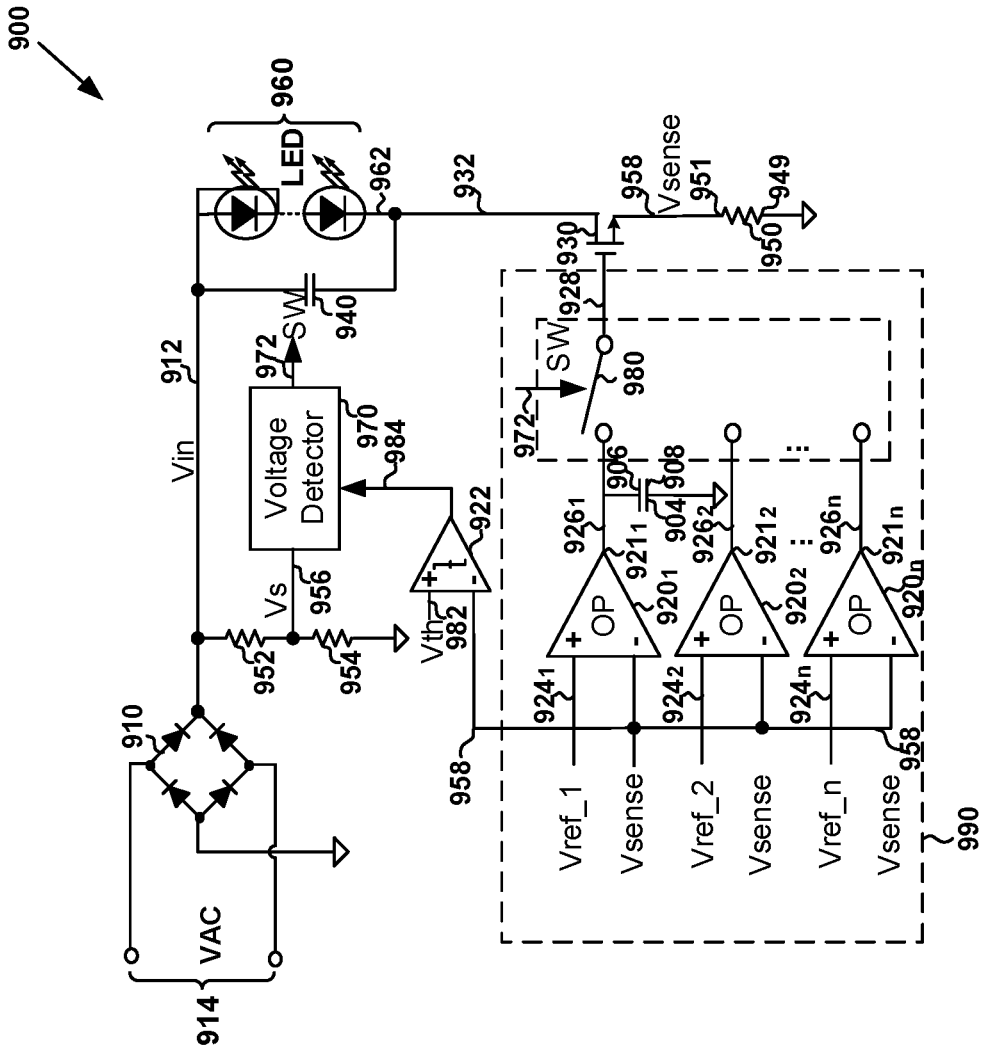 900
960
LED
962
932
958
Vsense
951
949
950
930
928
912
SW
940
972
970
984
Voltage
Detector
Vin
Vs
956
952
954
Vth
982
922
+
-
910
VAC
914
972
SW
980
906
908
904
926₁
921₁
920₁
OP
+
-
924₁
926₂
921₂
920₂
OP
+
-
924₂
...
...
926n
921n
920n
OP
+
-
924n
958
958
Vref_1
Vsense
Vref_2
Vsense
Vref_n
Vsense
990